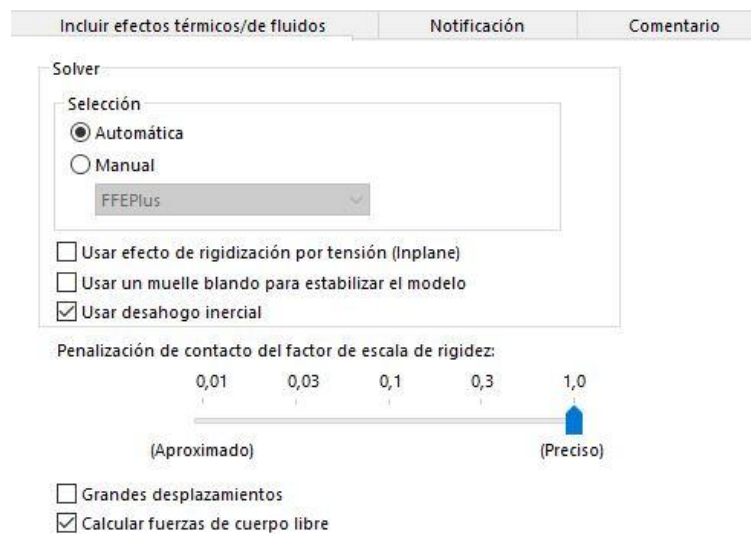 Incluir efectos térmicos/de fluidos Notificación Comentario
Solver
Selección
Automática
Manual
FFEPlus
Usar efecto de rigidización por tensión (Inplane)
Usar un muelle blando para estabilizar el modelo
Usar desahogo inercial
Penalización de contacto del factor de escala de rigidez:
0,01 0,03 0,1 0,3 1,0
(Aproximado) (Preciso)
Grandes desplazamientos
Calcular fuerzas de cuerpo libre